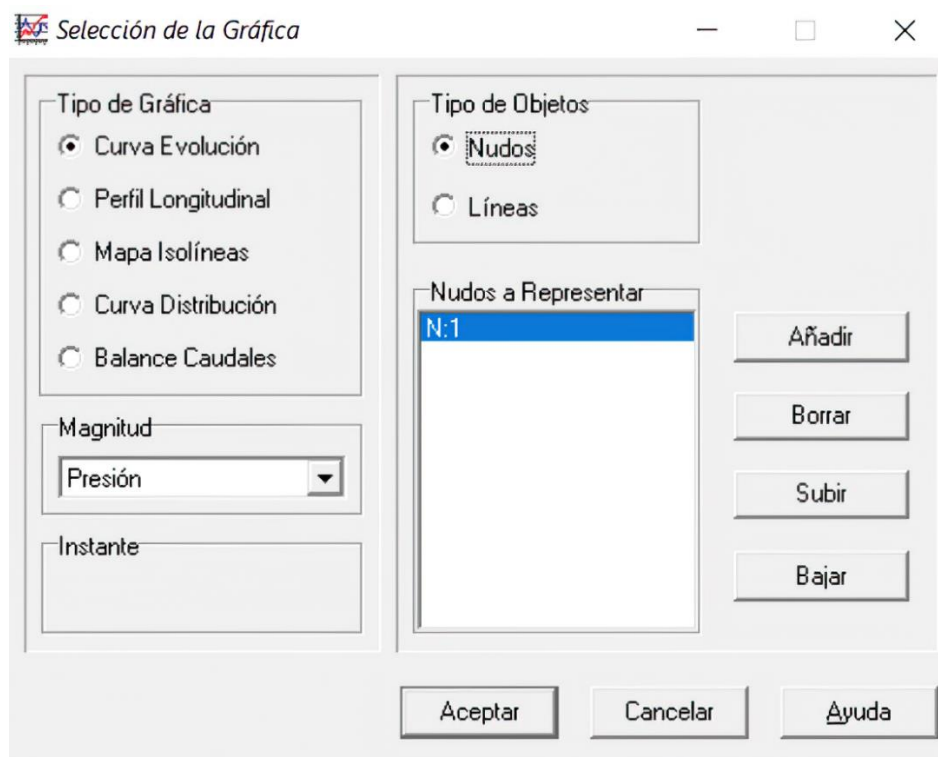 Selección de la Gráfica
Tipo de Gráfica
Curva Evolución
Perfil Longitudinal
Mapa Isolíneas
Curva Distribución
Balance Caudales
Magnitud
Presión
Instante
Tipo de Objetos
Nudos
Líneas
Nudos a Representar
N:1
Añadir
Borrar
Subir
Bajar
Aceptar
Cancelar
Ayuda